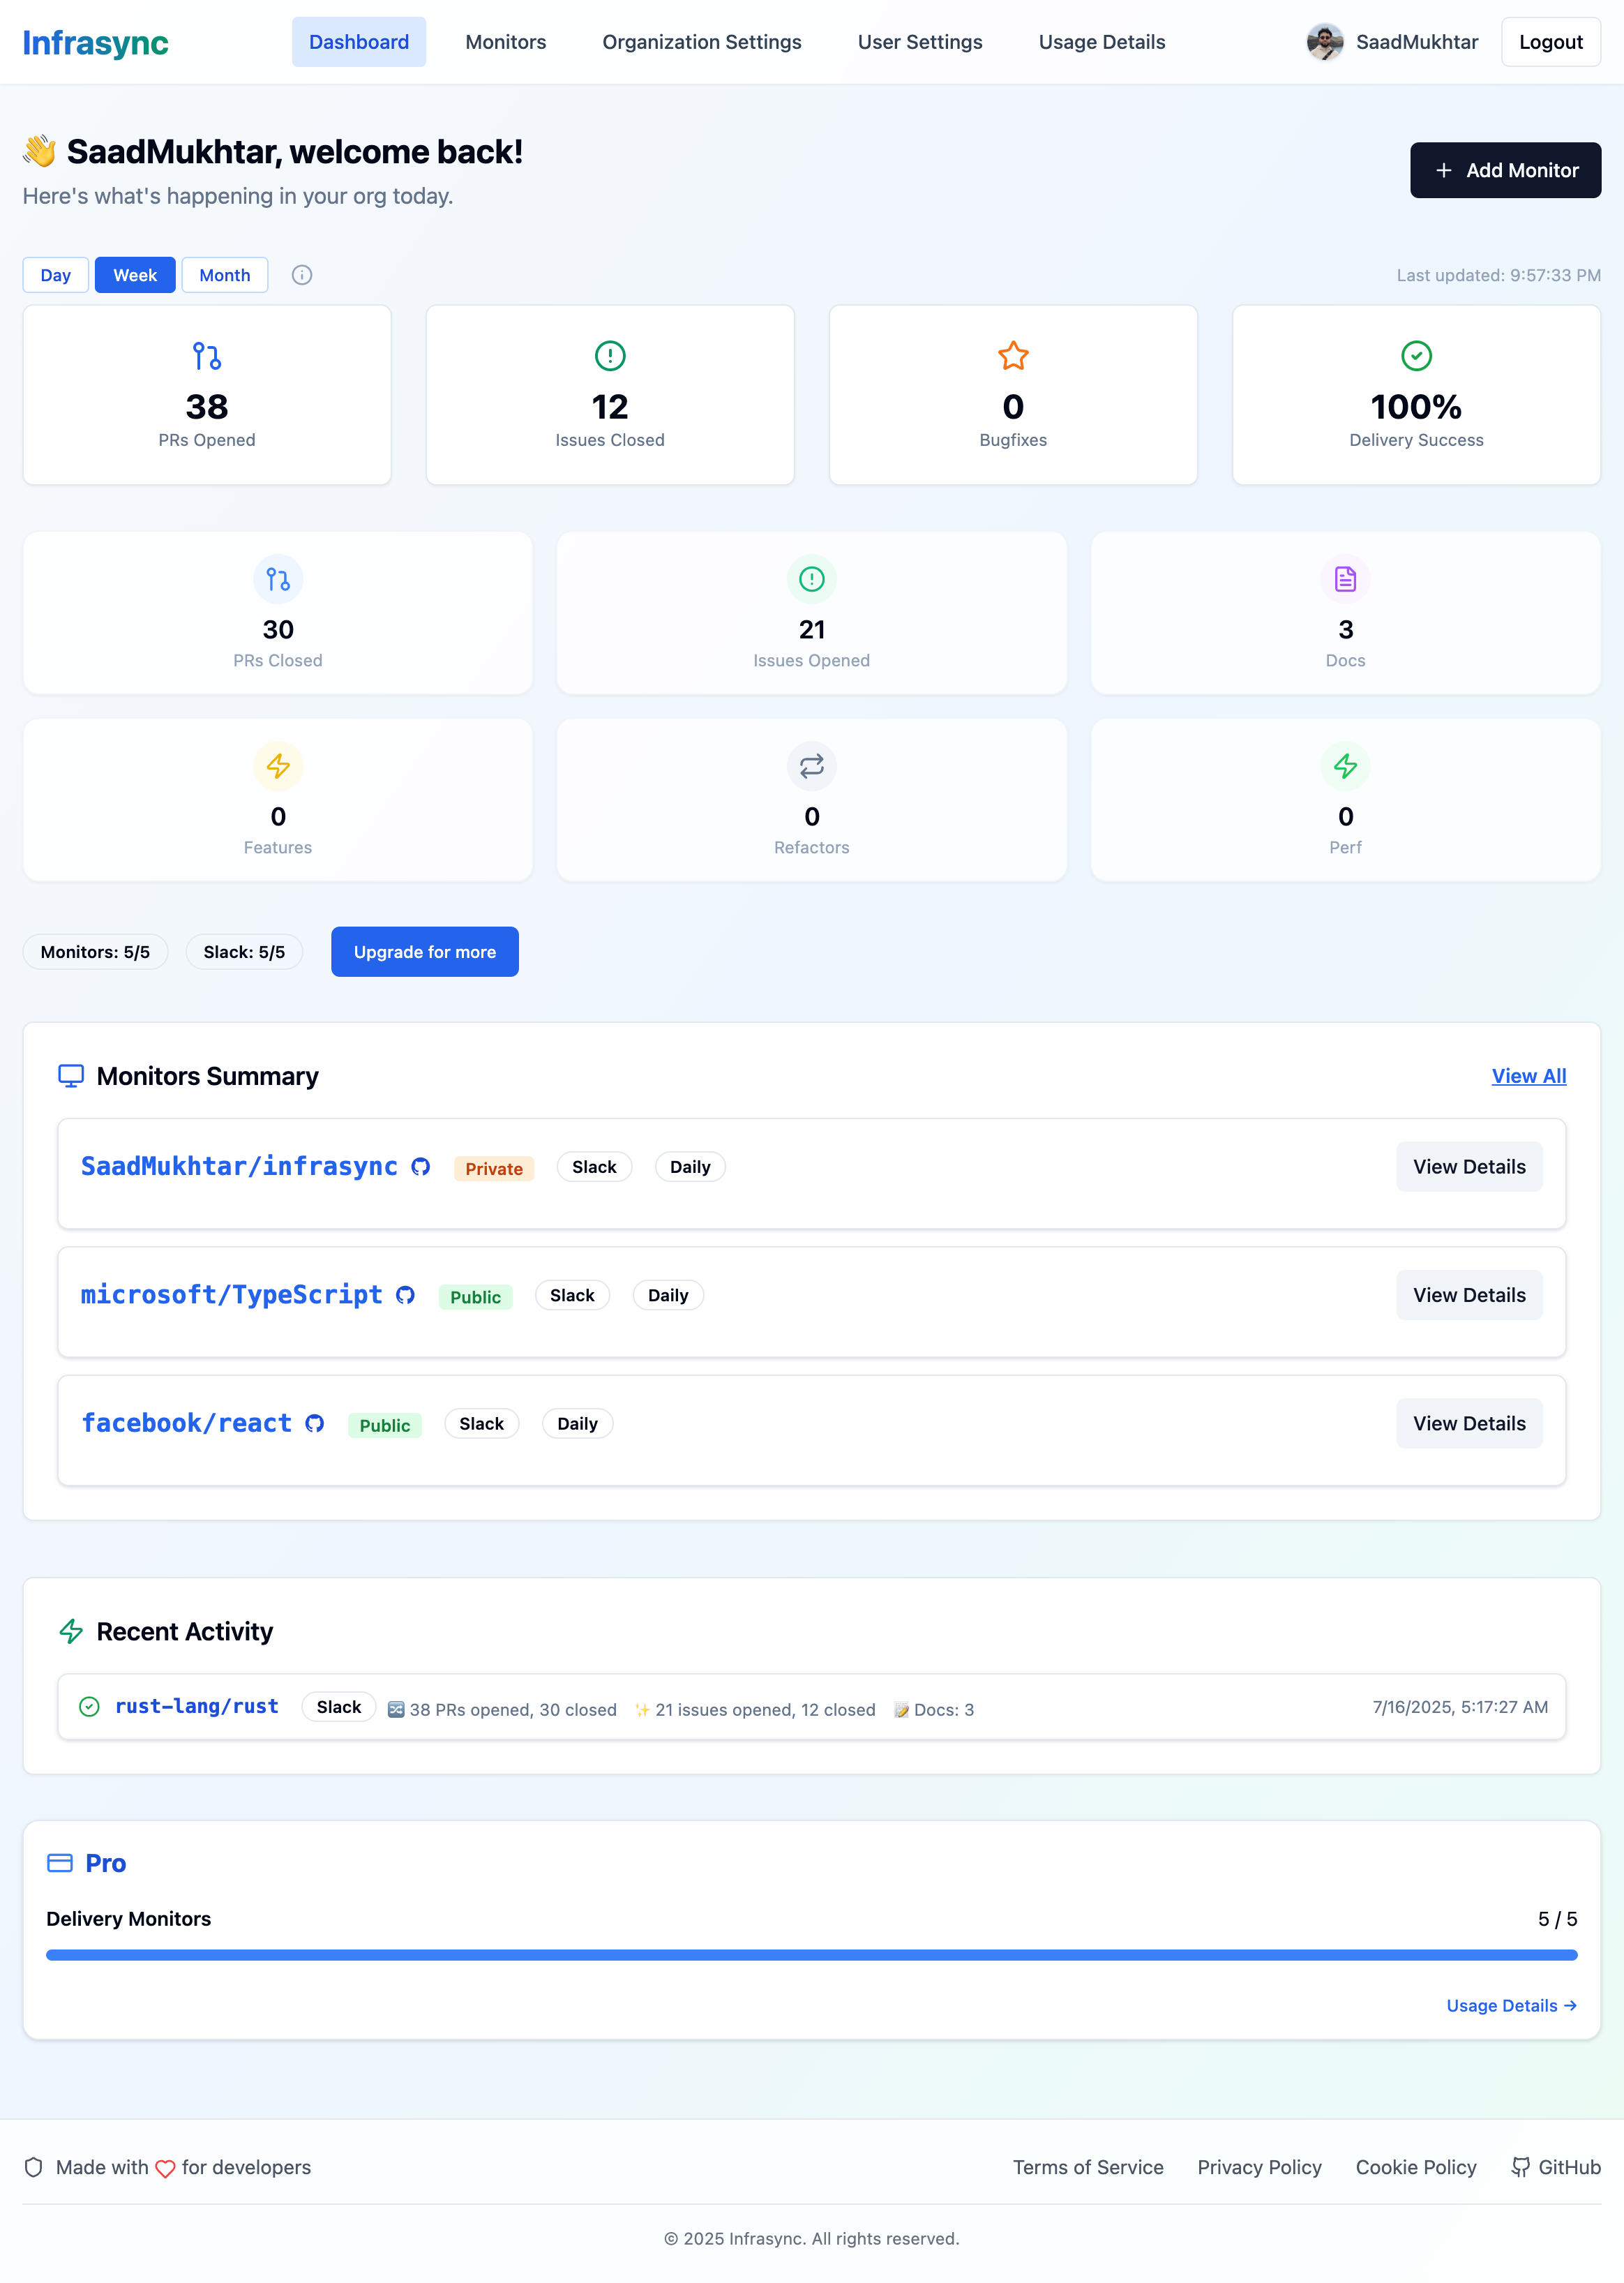 Infrasync
Dashboard
Monitors
Organization Settings
User Settings
Usage Details
SaadMukhtar
Logout
👋 SaadMukhtar, welcome back!
Here's what's happening in your org today.
+ Add Monitor
Day
Week
Month
Last updated: 9:57:33 PM
38
PRs Opened
12
Issues Closed
0
Bugfixes
100%
Delivery Success
30
PRs Closed
21
Issues Opened
3
Docs
0
Features
0
Refactors
0
Perf
Monitors: 5/5
Slack: 5/5
Upgrade for more
Monitors Summary
View All
SaadMukhtar/infrasync
Private
Slack
Daily
View Details
microsoft/TypeScript
Public
Slack
Daily
View Details
facebook/react
Public
Slack
Daily
View Details
Recent Activity
rust-lang/rust
Slack
🔀 38 PRs opened, 30 closed
✨ 21 issues opened, 12 closed
📝 Docs: 3
7/16/2025, 5:17:27 AM
Pro
Delivery Monitors
5 / 5
Usage Details →
Made with ♡ for developers
Terms of Service
Privacy Policy
Cookie Policy
GitHub
© 2025 Infrasync. All rights reserved.